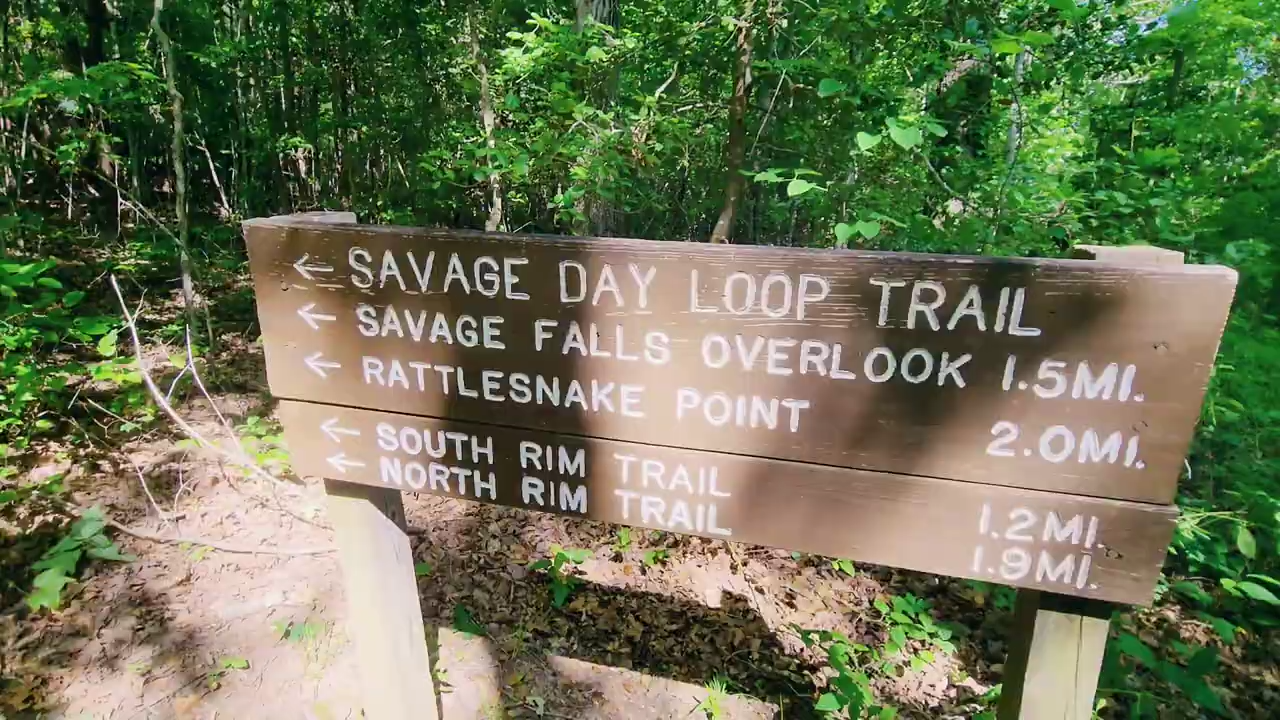 ← SAVAGE DAY LOOP TRAIL
← SAVAGE FALLS OVERLOOK 1.5MI.
← RATTLESNAKE POINT 2.0MI.
← SOUTH RIM TRAIL 1.2MI.
← NORTH RIM TRAIL 1.9MI.